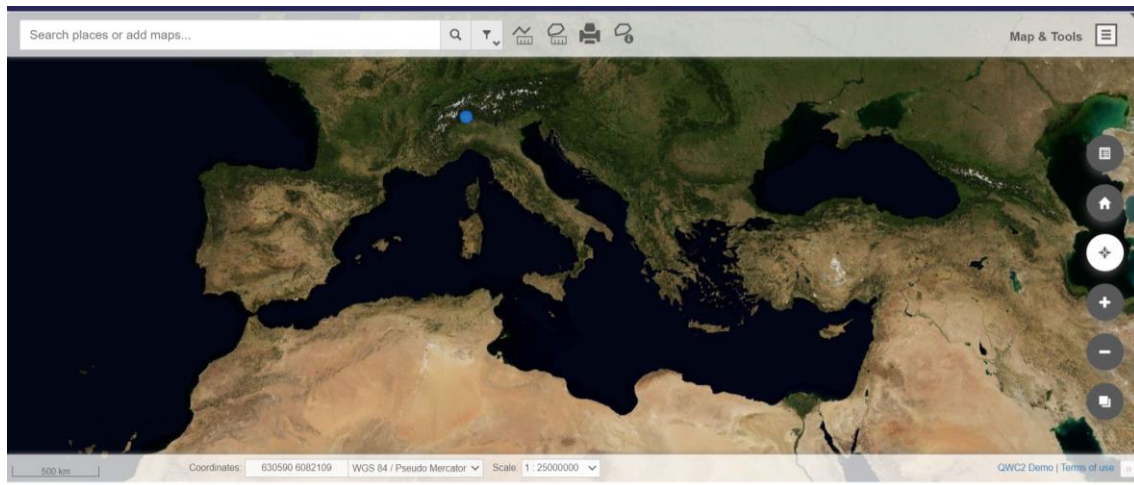 Search places or add maps...
Map & Tools
500 km
Coordinates: 630590 6082109 WGS 84 / Pseudo Mercator Scale: 1 : 25000000
QWC2 Demo | Terms of use »